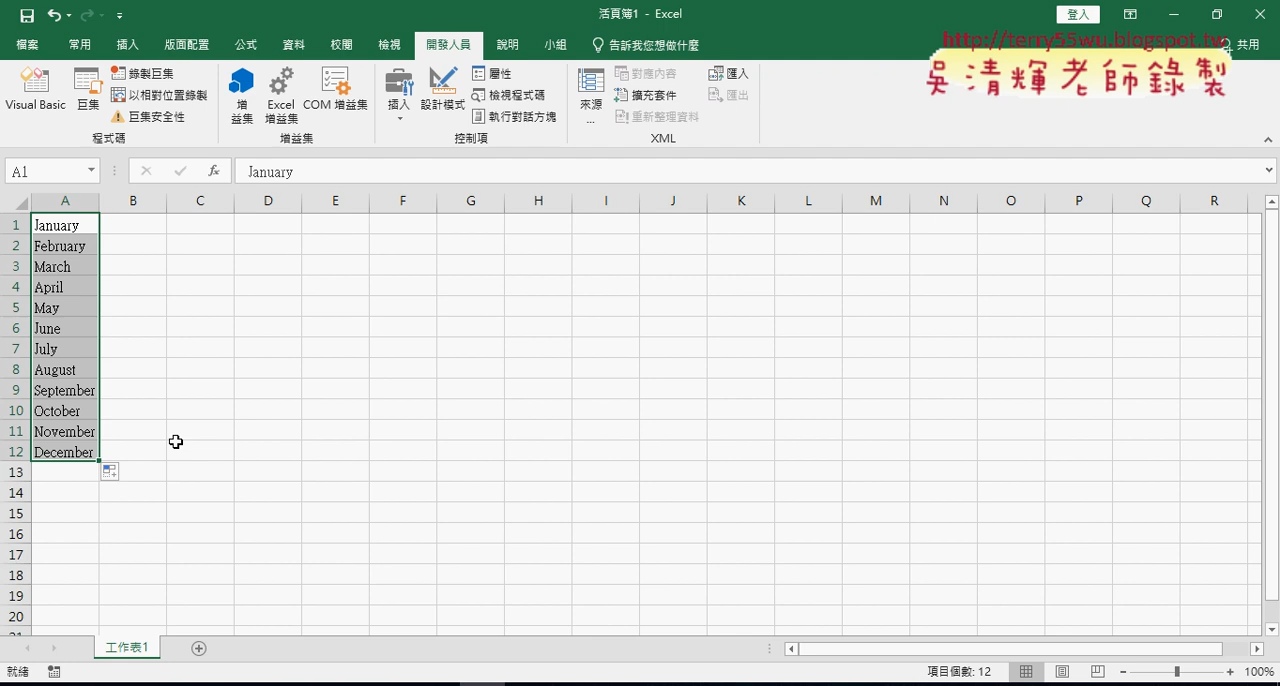 活頁簿1 - Excel
登入
檔案 常用 插入 版面配置 公式 資料 校閱 檢視 開發人員 說明 小組 告訴我您想做什麼 共用
http://terry55wu.blogspot.tw
吳清輝老師錄製
Visual Basic
巨集
錄製巨集
以相對位置錄製
巨集安全性
程式碼
增益集
Excel 增益集
COM 增益集
增益集
插入
設計模式
屬性
檢視程式碼
執行對話方塊
控制項
來源...
對應內容
擴充套件
重新整理資料
匯入
匯出
XML
A1
fx
January
A B C D E F G H I J K L M N O P Q R
1 January
2 February
3 March
4 April
5 May
6 June
7 July
8 August
9 September
10 October
11 November
12 December
13
14
15
16
17
18
19
20
工作表1
就緒
項目個數: 12
100%